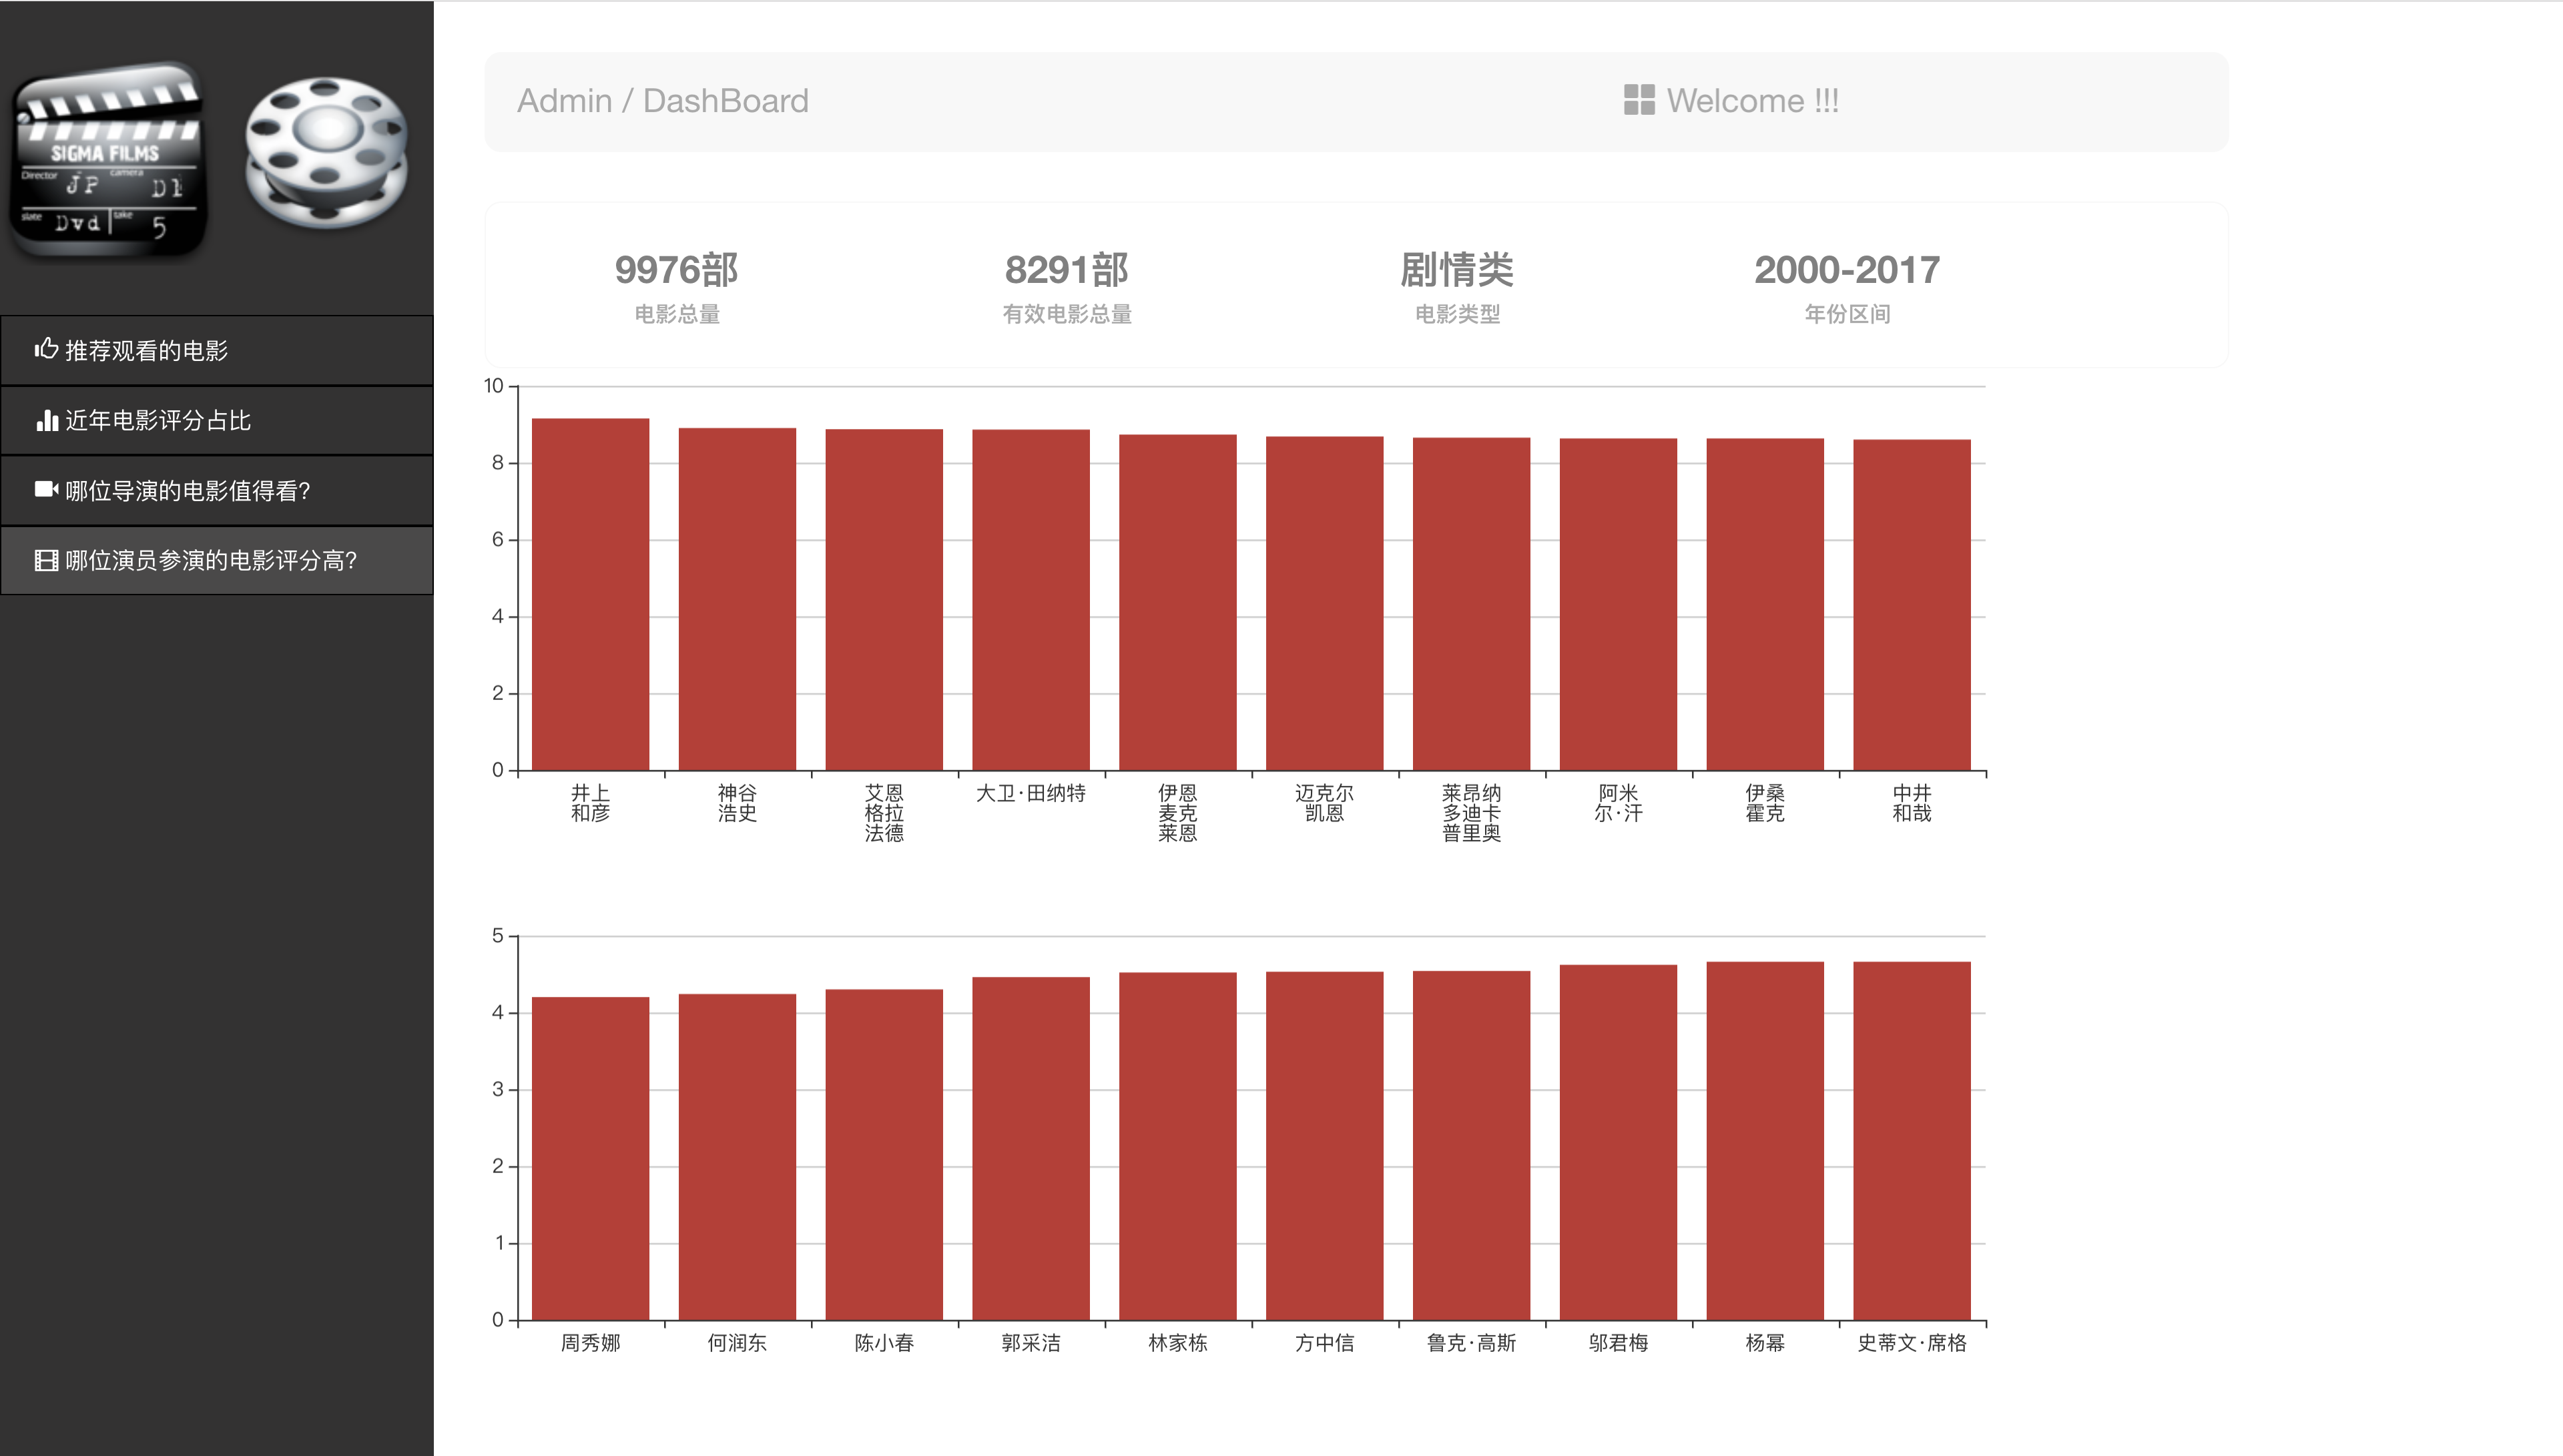 SIGMA FILMS
Director JP camera D1
slate Dvd take 5
推荐观看的电影
近年电影评分占比
哪位导演的电影值得看?
哪位演员参演的电影评分高?
Admin / DashBoard
Welcome !!!
9976部
电影总量
8291部
有效电影总量
剧情类
电影类型
2000-2017
年份区间
10
8
6
4
2
0
井上
和彦
神谷
浩史
艾恩
格拉
法德
大卫·田纳特
伊恩
麦克
莱恩
迈克尔
凯恩
莱昂纳
多迪卡
普里奥
阿米
尔·汗
伊桑
霍克
中井
和哉
5
4
3
2
1
0
周秀娜
何润东
陈小春
郭采洁
林家栋
方中信
鲁克·高斯
邬君梅
杨幂
史蒂文·席格